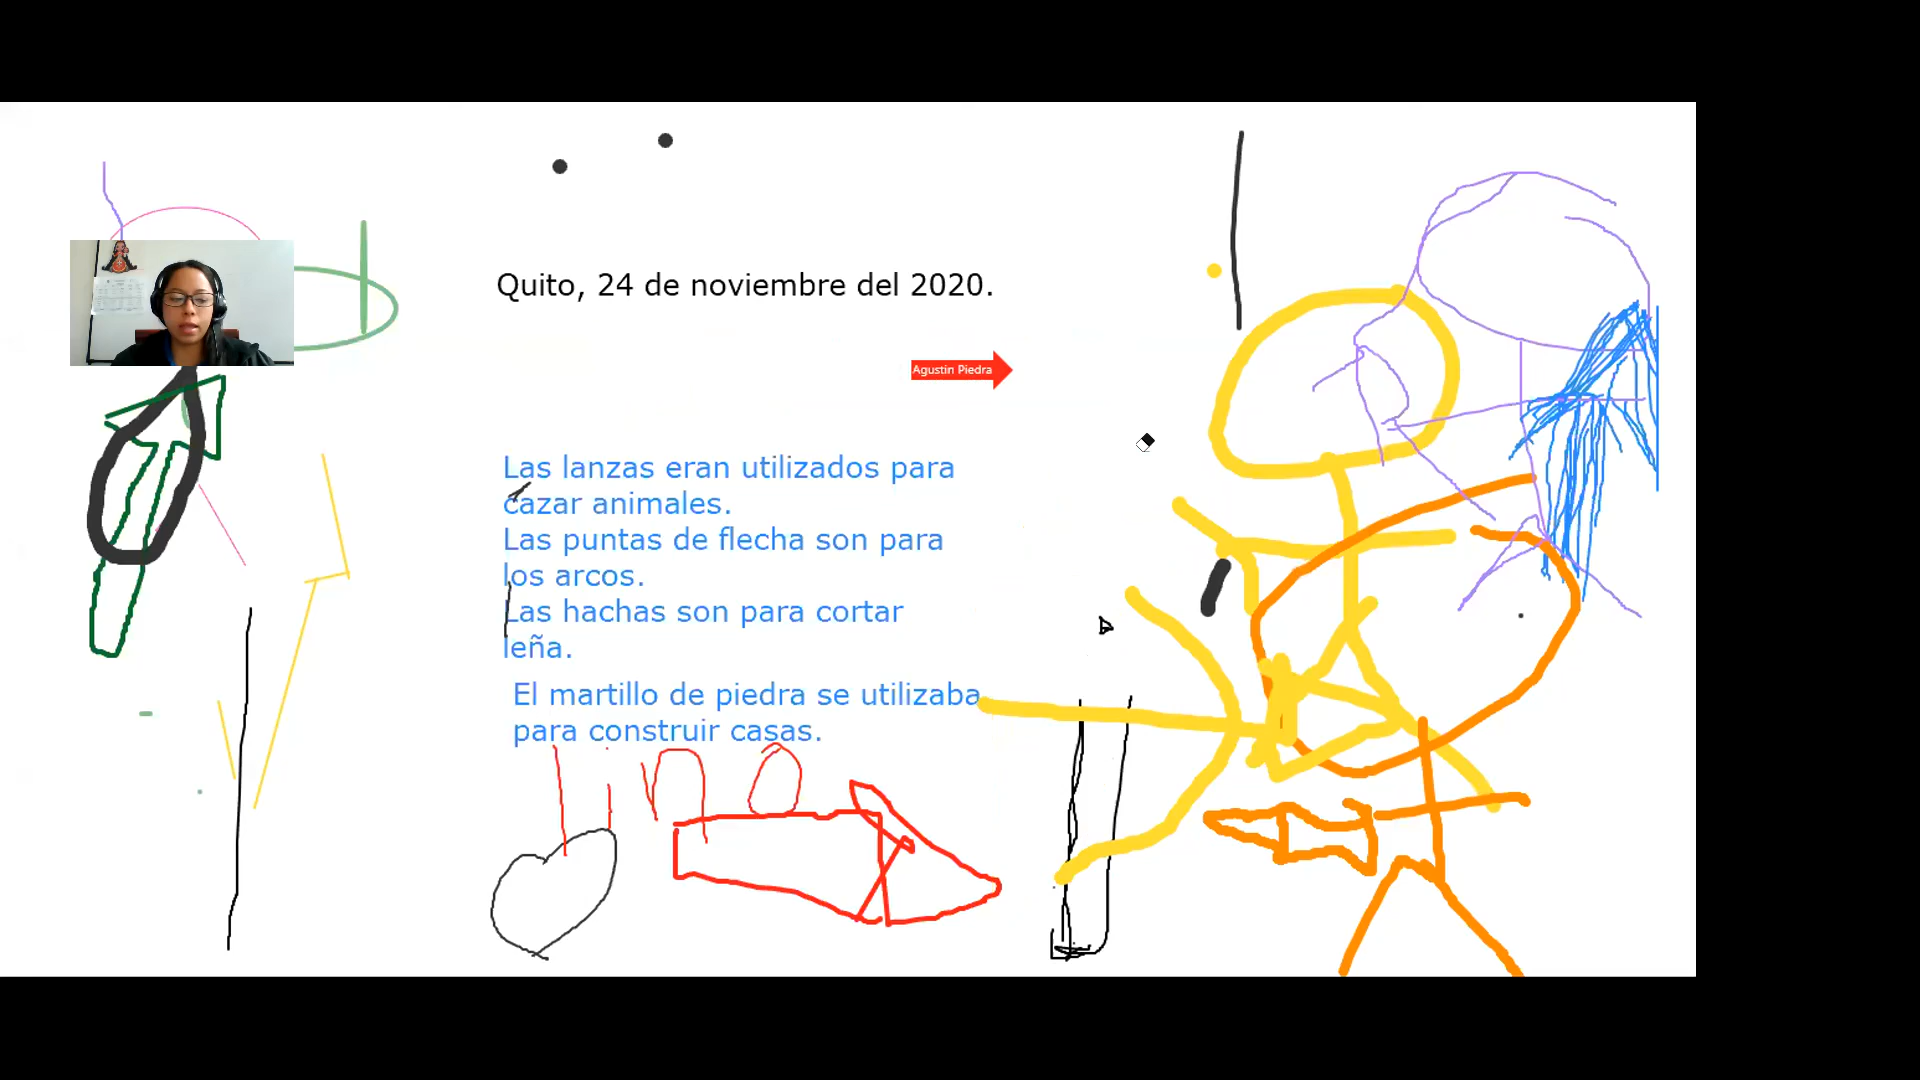 Quito, 24 de noviembre del 2020.
Agustín Piedra
Las lanzas eran utilizados para
cazar animales.
Las puntas de flecha son para
los arcos.
Las hachas son para cortar
leña.
El martillo de piedra se utilizaba
para construir casas.